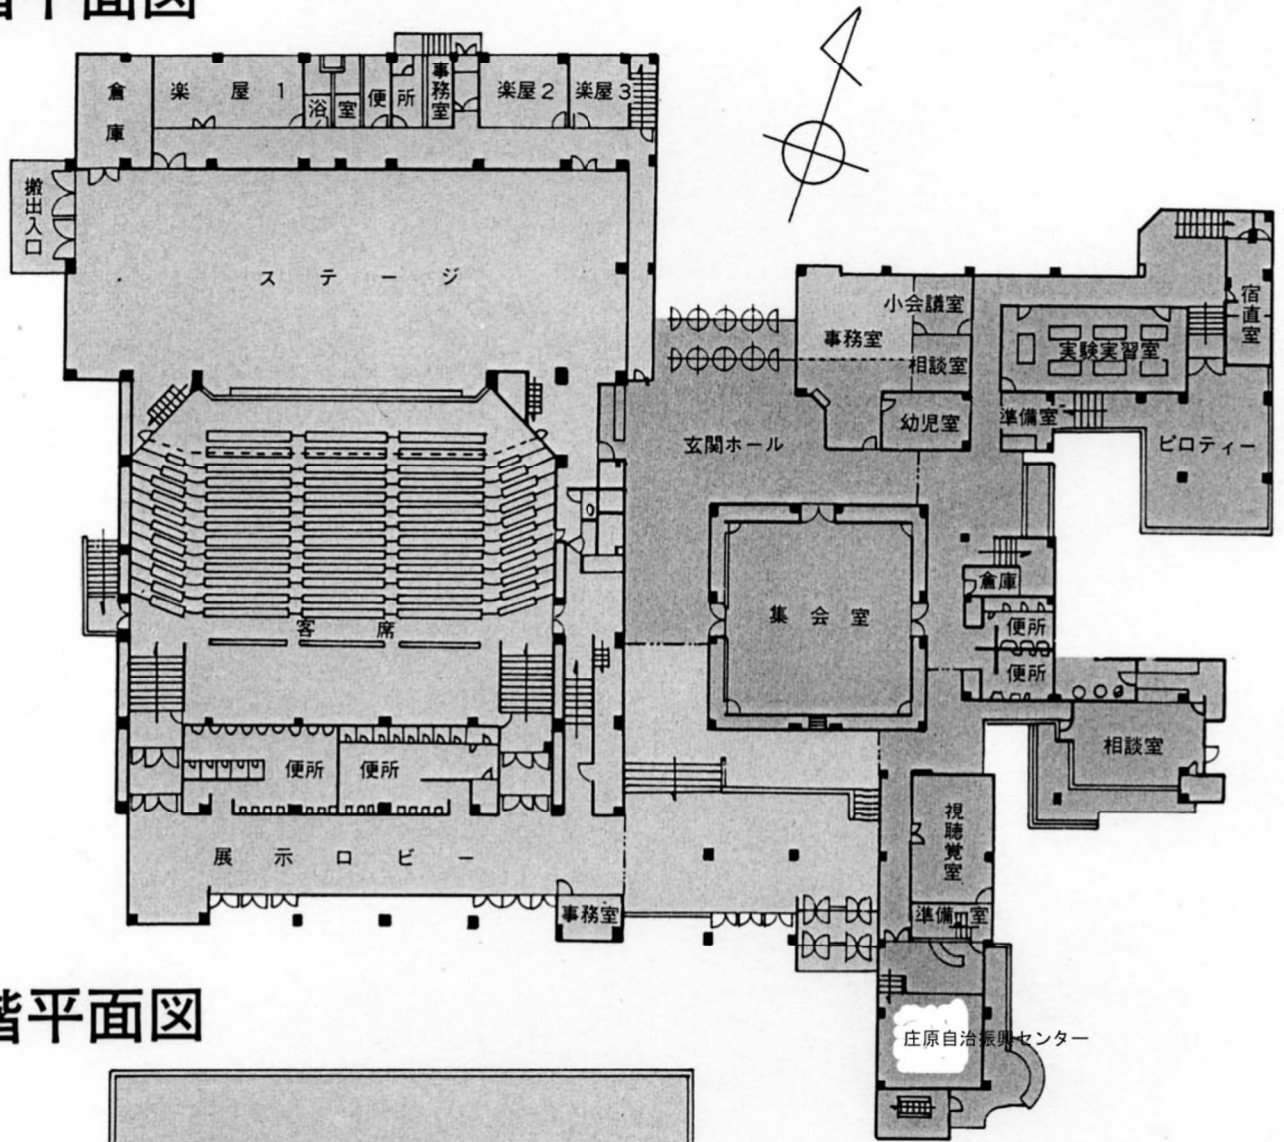 階平面図
倉庫
楽屋1
浴室
便所
事務室
楽屋2
楽屋3
搬出入口
ステージ
小会議室
事務室
相談室
幼児室
実験実習室
宿直室
準備室
ピロティー
玄関ホール
集会室
倉庫
便所
便所
相談室
客席
便所
便所
展示ロビー
事務室
視聴覚室
準備室
庄原自治振興センター
階平面図